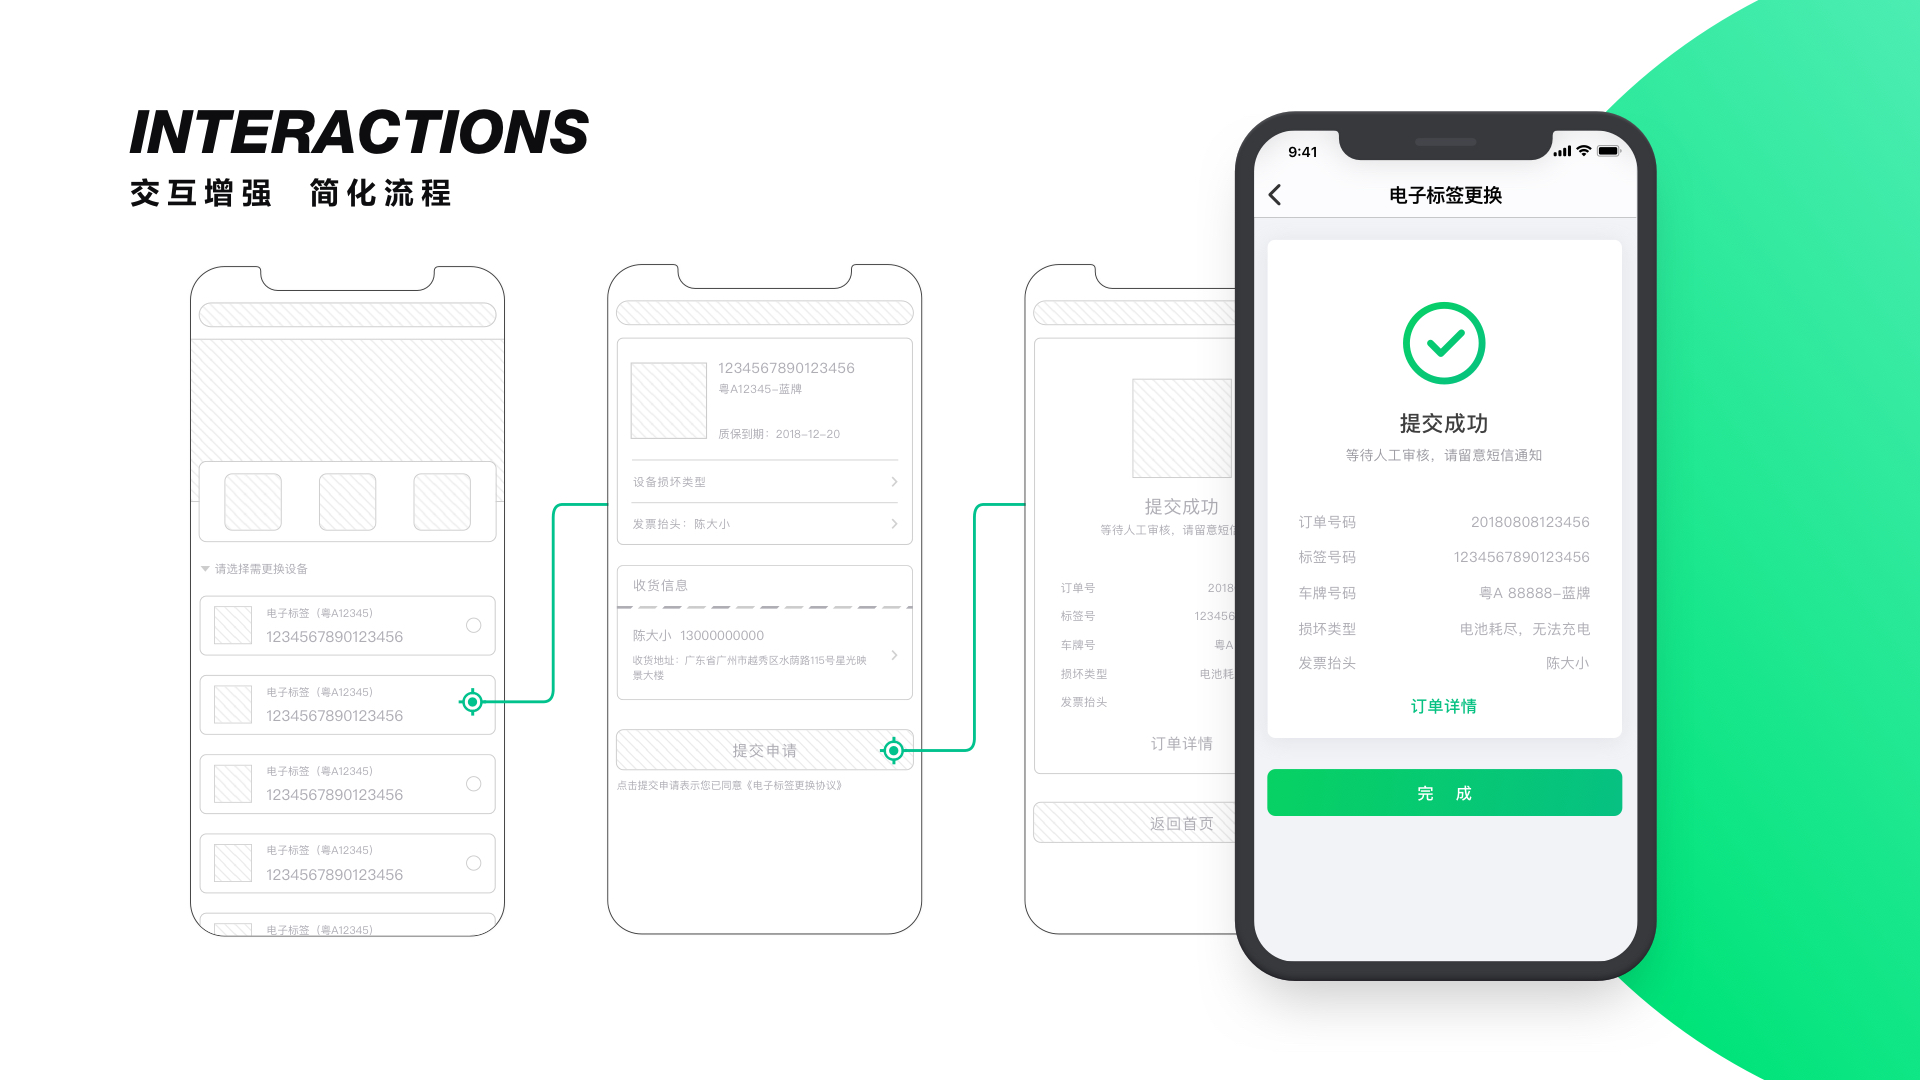 INTERACTIONS
交互增强 简化流程
请选择需更换设备
电子标签（粤A12345）
1234567890123456
电子标签（粤A12345）
1234567890123456
电子标签（粤A12345）
1234567890123456
电子标签（粤A12345）
1234567890123456
电子标签（粤A12345）
1234567890123456
粤A12345-蓝牌
质保到期：2018-12-20
设备损坏类型
发票抬头：陈大小
收货信息
陈大小 13000000000
收货地址：广东省广州市越秀区水荫路115号星光映
景大楼
提交申请
点击提交申请表示您已同意《电子标签更换协议》
提交成功
等待人工审核，请留意短信
订单号 2018
标签号 123456
车牌号 粤A
损坏类型 电池耗
发票抬头
订单详情
返回首页
9:41
电子标签更换
提交成功
等待人工审核，请留意短信通知
订单号码 20180808123456
标签号码 1234567890123456
车牌号码 粤A 88888-蓝牌
损坏类型 电池耗尽，无法充电
发票抬头 陈大小
订单详情
完 成